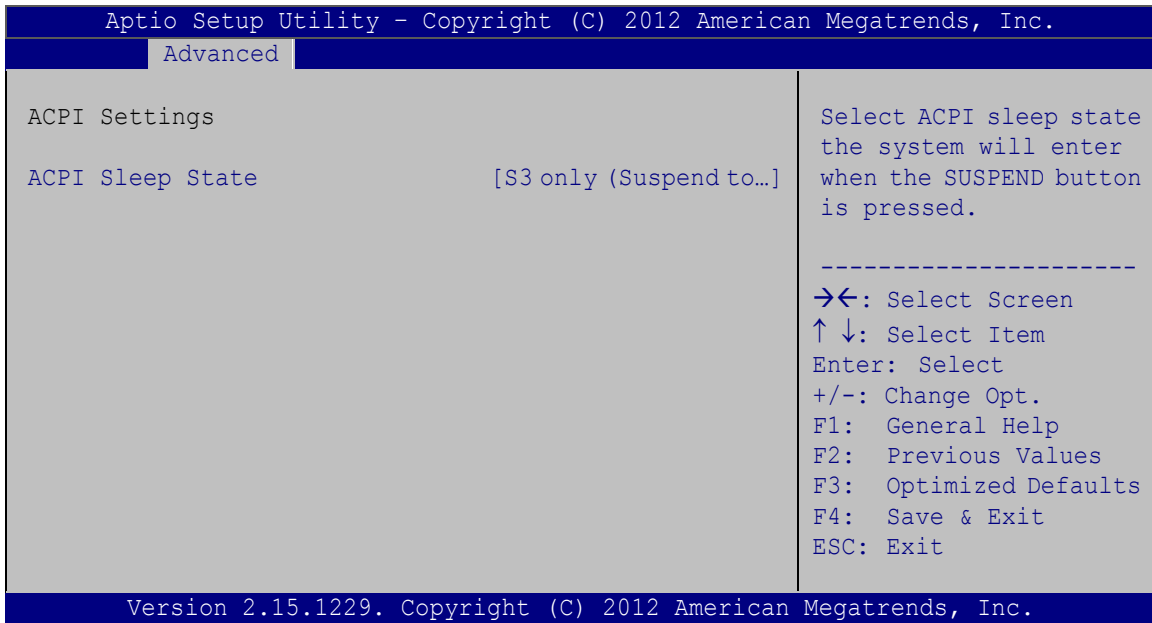 Aptio Setup Utility – Copyright (C) 2012 American Megatrends, Inc.
Advanced
ACPI Settings
ACPI Sleep State [S3 only (Suspend to…]
Select ACPI sleep state
the system will enter
when the SUSPEND button
is pressed.
----------------------
→←: Select Screen
↑ ↓: Select Item
Enter: Select
+/-: Change Opt.
F1: General Help
F2: Previous Values
F3: Optimized Defaults
F4: Save & Exit
ESC: Exit
Version 2.15.1229. Copyright (C) 2012 American Megatrends, Inc.